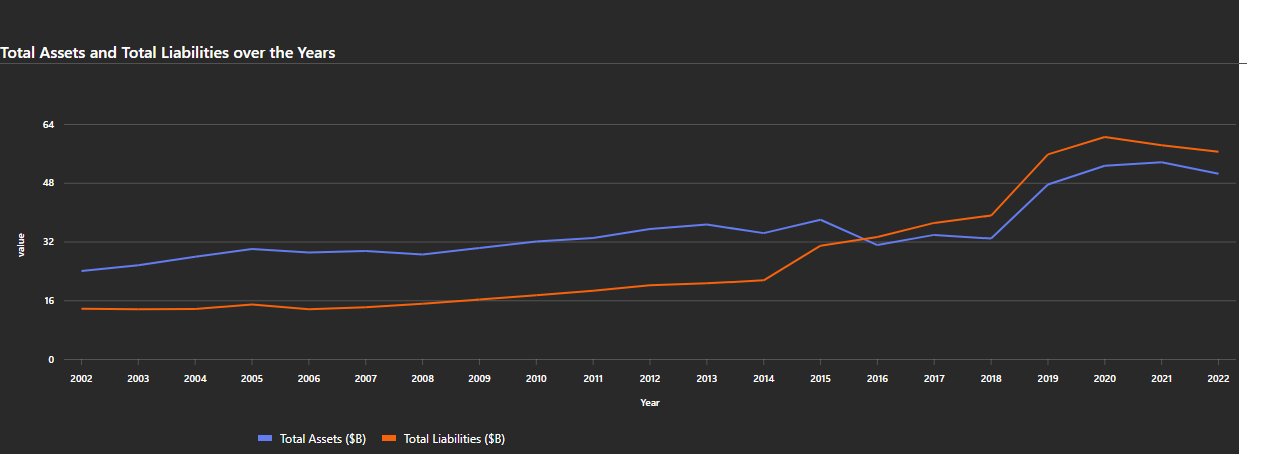 Total Assets and Total Liabilities over the Years
64
48
32
16
0
value
2002 2003 2004 2005 2006 2007 2008 2009 2010 2011 2012 2013 2014 2015 2016 2017 2018 2019 2020 2021 2022
Year
Total Assets ($B) Total Liabilities ($B)